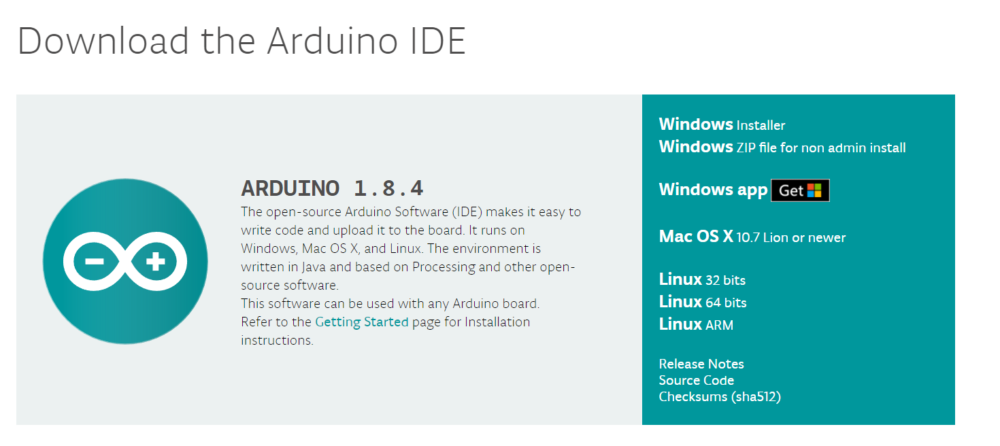 Download the Arduino IDE
ARDUINO 1.8.4
The open-source Arduino Software (IDE) makes it easy to
write code and upload it to the board. It runs on
Windows, Mac OS X, and Linux. The environment is
written in Java and based on Processing and other open-
source software.
This software can be used with any Arduino board.
Refer to the Getting Started page for Installation
instructions.
Windows Installer
Windows ZIP file for non admin install
Windows app Get
Mac OS X 10.7 Lion or newer
Linux 32 bits
Linux 64 bits
Linux ARM
Release Notes
Source Code
Checksums (sha512)